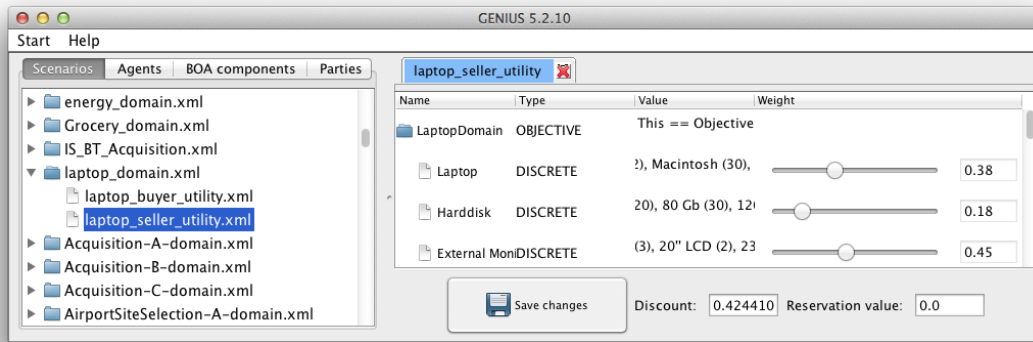 GENIUS 5.2.10
Start Help
Scenarios Agents BOA components Parties
energy_domain.xml
Grocery_domain.xml
IS_BT_Acquisition.xml
laptop_domain.xml
laptop_buyer_utility.xml
laptop_seller_utility.xml
Acquisition-A-domain.xml
Acquisition-B-domain.xml
Acquisition-C-domain.xml
AirportSiteSelection-A-domain.xml
laptop_seller_utility
Name Type Value Weight
LaptopDomain OBJECTIVE This == Objective
Laptop DISCRETE 2), Macintosh (30), 0.38
Harddisk DISCRETE 20), 80 Gb (30), 12 0.18
External Moni DISCRETE (3), 20" LCD (2), 23 0.45
Save changes Discount: 0.424410 Reservation value: 0.0